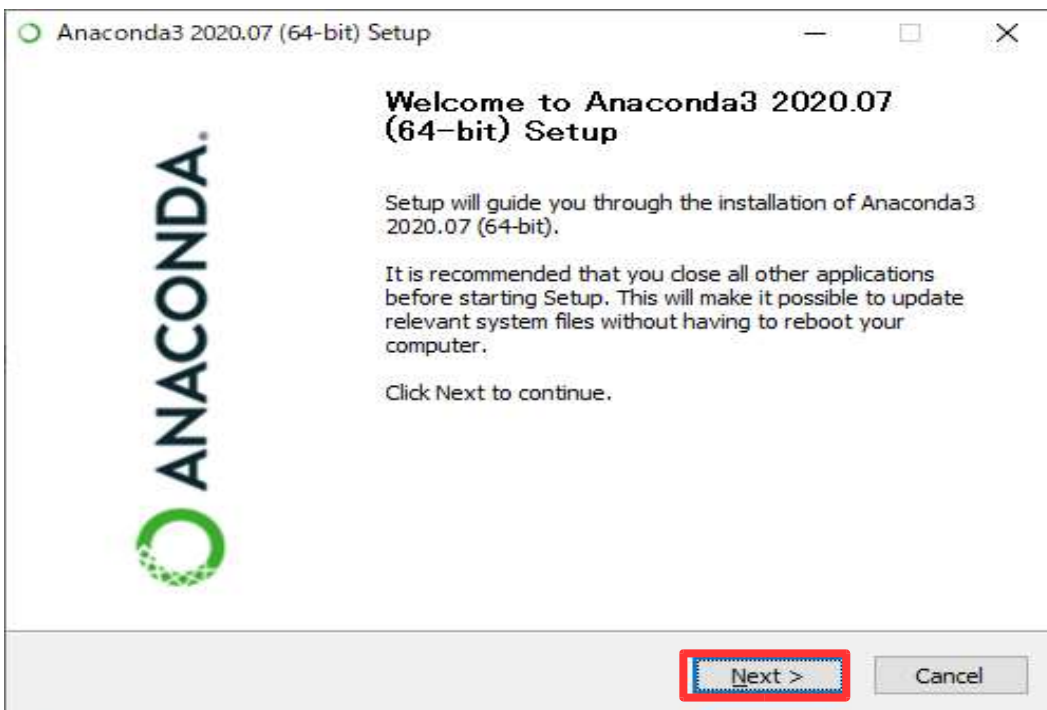 Anaconda3 2020.07 (64-bit) Setup
Welcome to Anaconda3 2020.07
(64-bit) Setup
ANACONDA.
Setup will guide you through the installation of Anaconda3
2020.07 (64-bit).
It is recommended that you close all other applications
before starting Setup. This will make it possible to update
relevant system files without having to reboot your
computer.
Click Next to continue.
Next >
Cancel